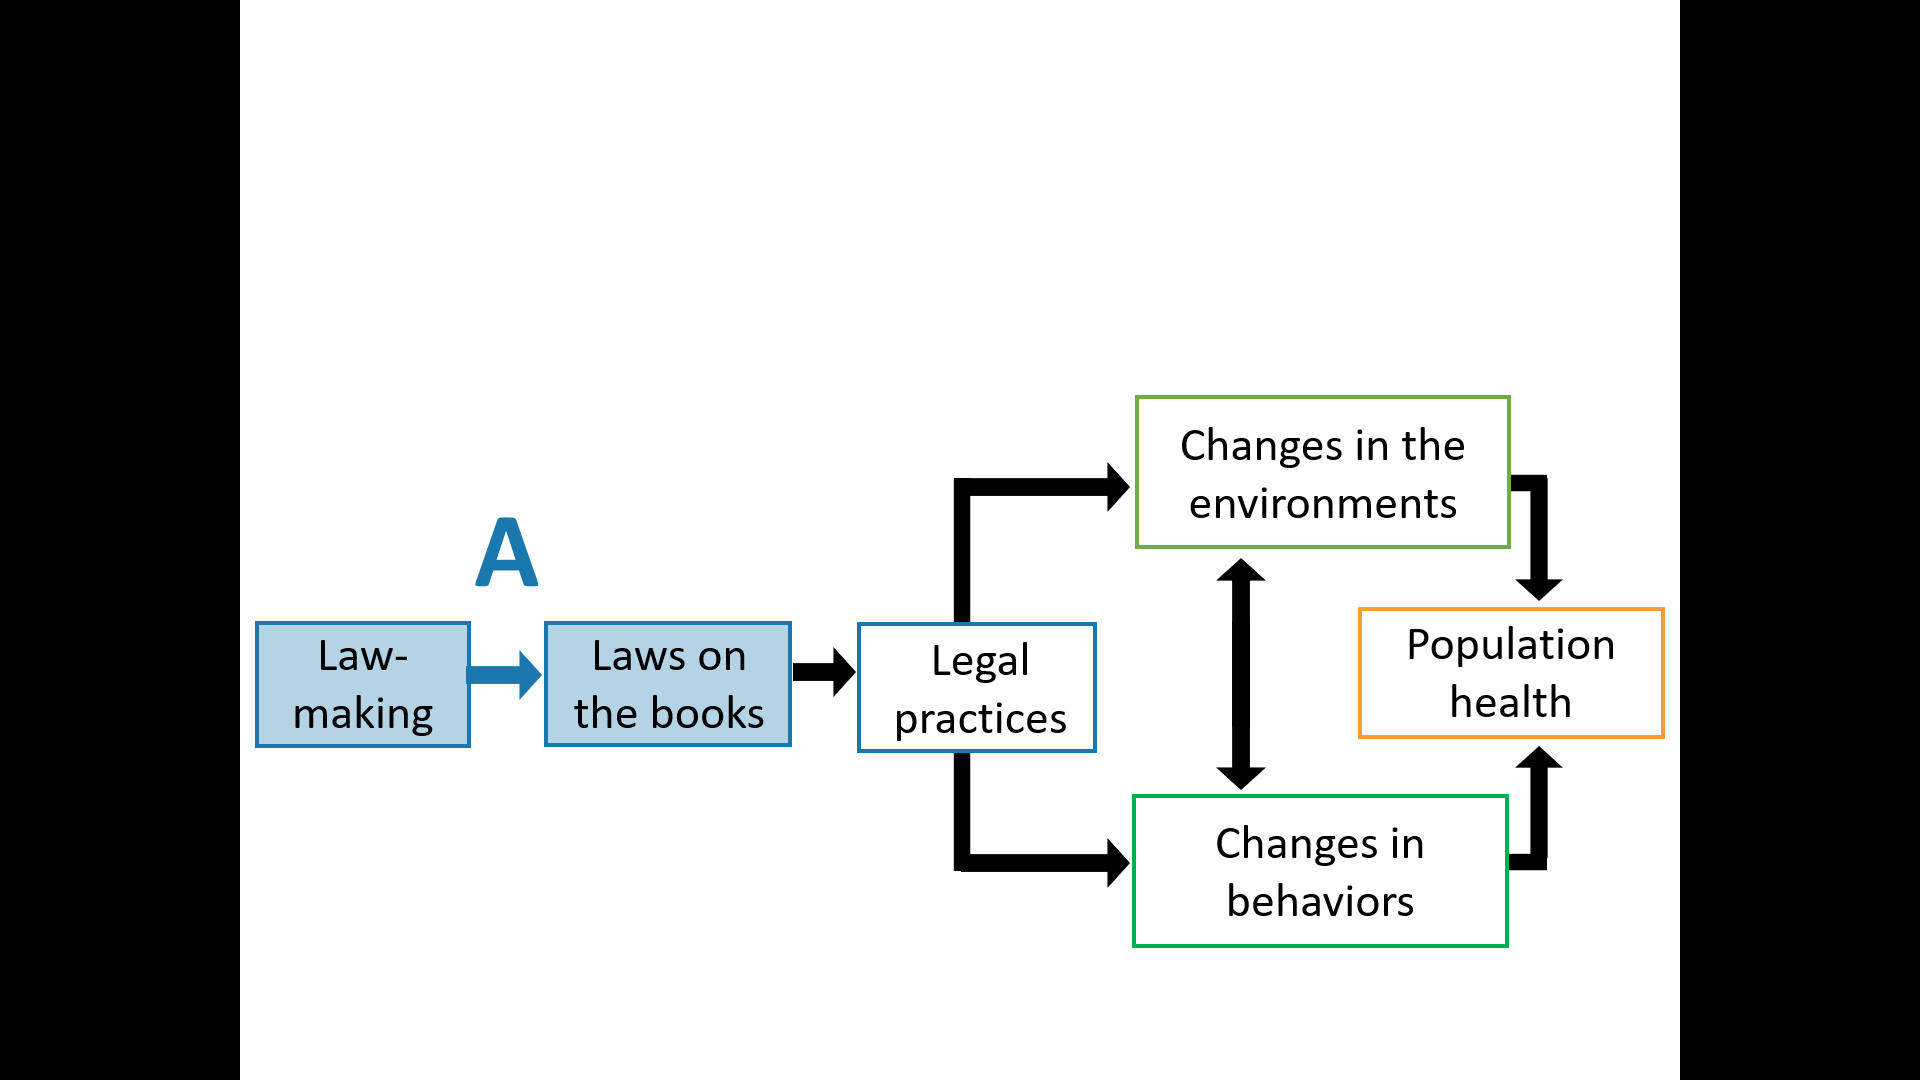 A
Law-
making
Laws on
the books
Legal
practices
Changes in the
environments
Population
health
Changes in
behaviors